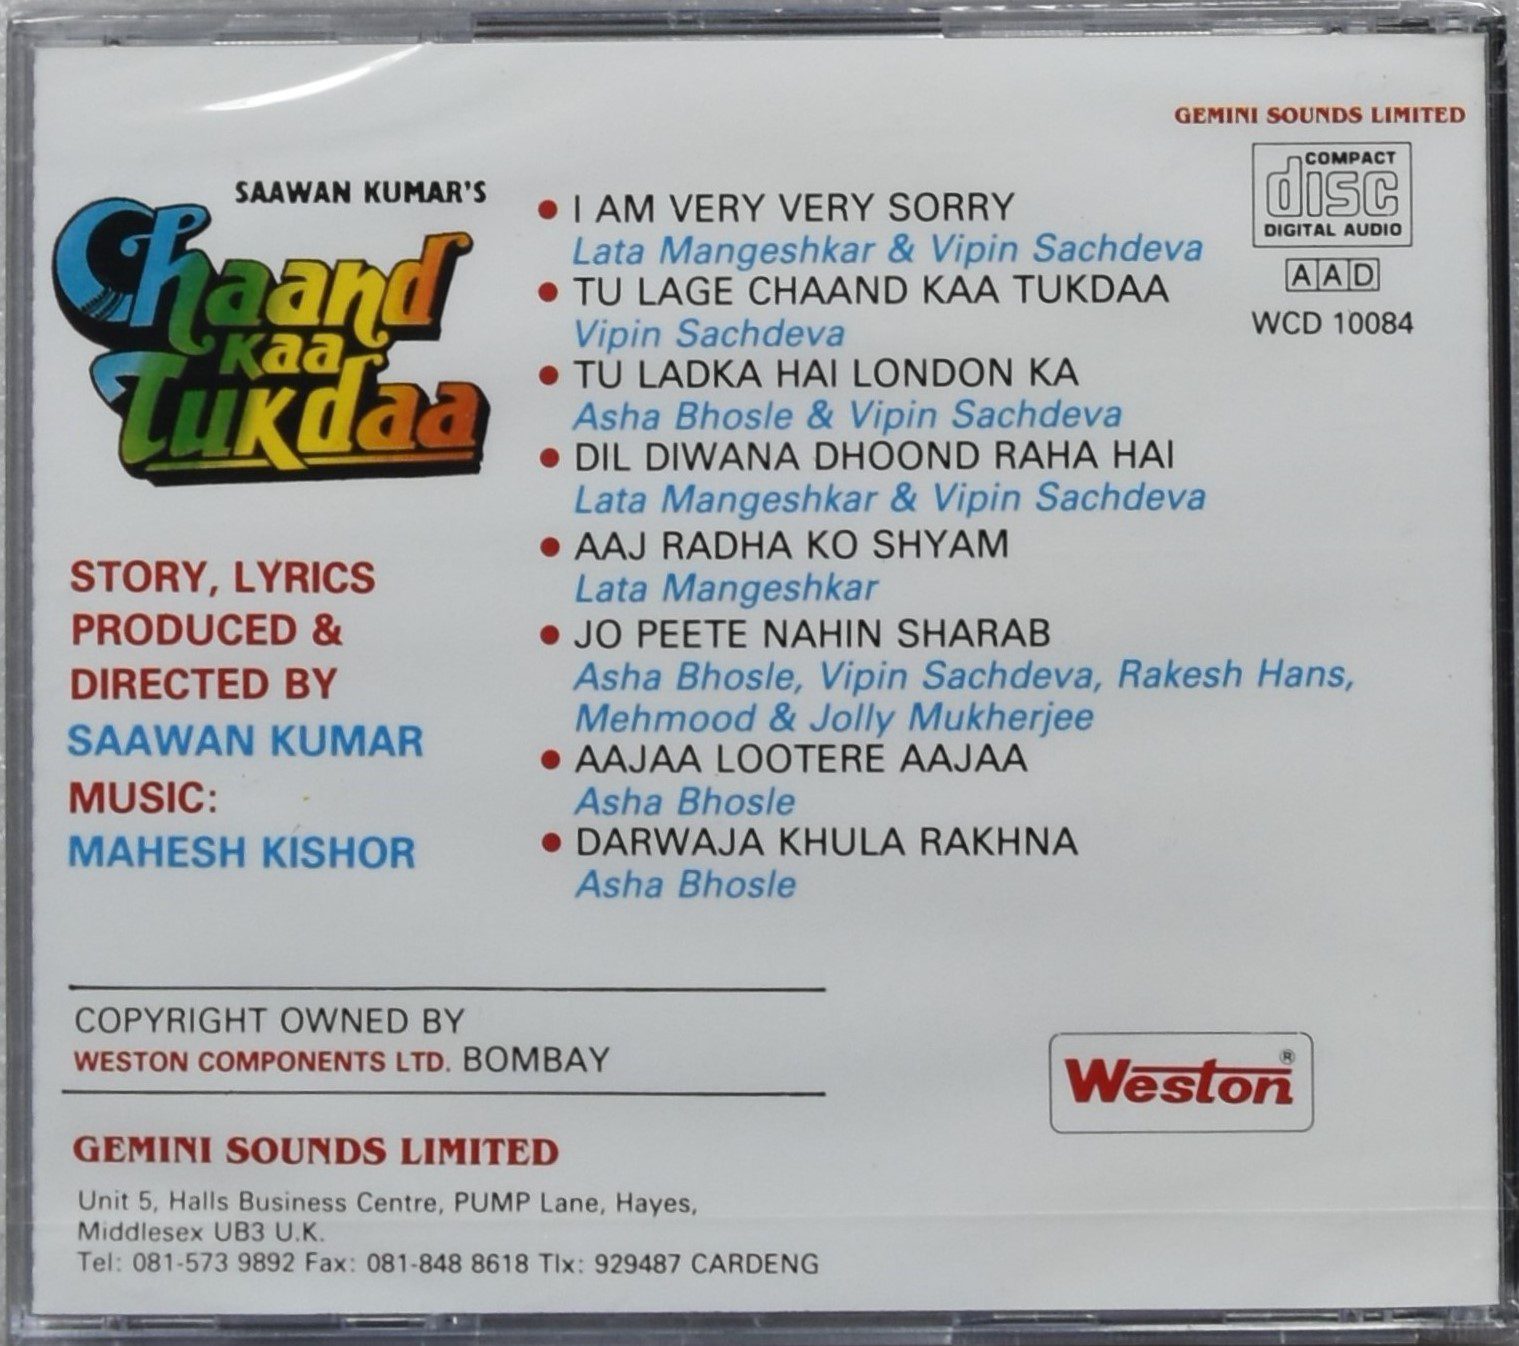 GEMINI SOUNDS LIMITED
COMPACT
disc
DIGITAL AUDIO
AAD
WCD 10084
SAAWAN KUMAR'S
Chaand
Kaa
Tukdaa
STORY, LYRICS
PRODUCED &
DIRECTED BY
SAAWAN KUMAR
MUSIC:
MAHESH KISHOR
• I AM VERY VERY SORRY
Lata Mangeshkar & Vipin Sachdeva
• TU LAGE CHAAND KAA TUKDAA
Vipin Sachdeva
• TU LADKA HAI LONDON KA
Asha Bhosle & Vipin Sachdeva
• DIL DIWANA DHOOND RAHA HAI
Lata Mangeshkar & Vipin Sachdeva
• AAJ RADHA KO SHYAM
Lata Mangeshkar
• JO PEETE NAHIN SHARAB
Asha Bhosle, Vipin Sachdeva, Rakesh Hans,
Mehmood & Jolly Mukherjee
• AAJAA LOOTERE AAJAA
Asha Bhosle
• DARWAJA KHULA RAKHNA
Asha Bhosle
COPYRIGHT OWNED BY
WESTON COMPONENTS LTD. BOMBAY
Weston®
GEMINI SOUNDS LIMITED
Unit 5, Halls Business Centre, PUMP Lane, Hayes,
Middlesex UB3 U.K.
Tel: 081-573 9892 Fax: 081-848 8618 Tlx: 929487 CARDENG